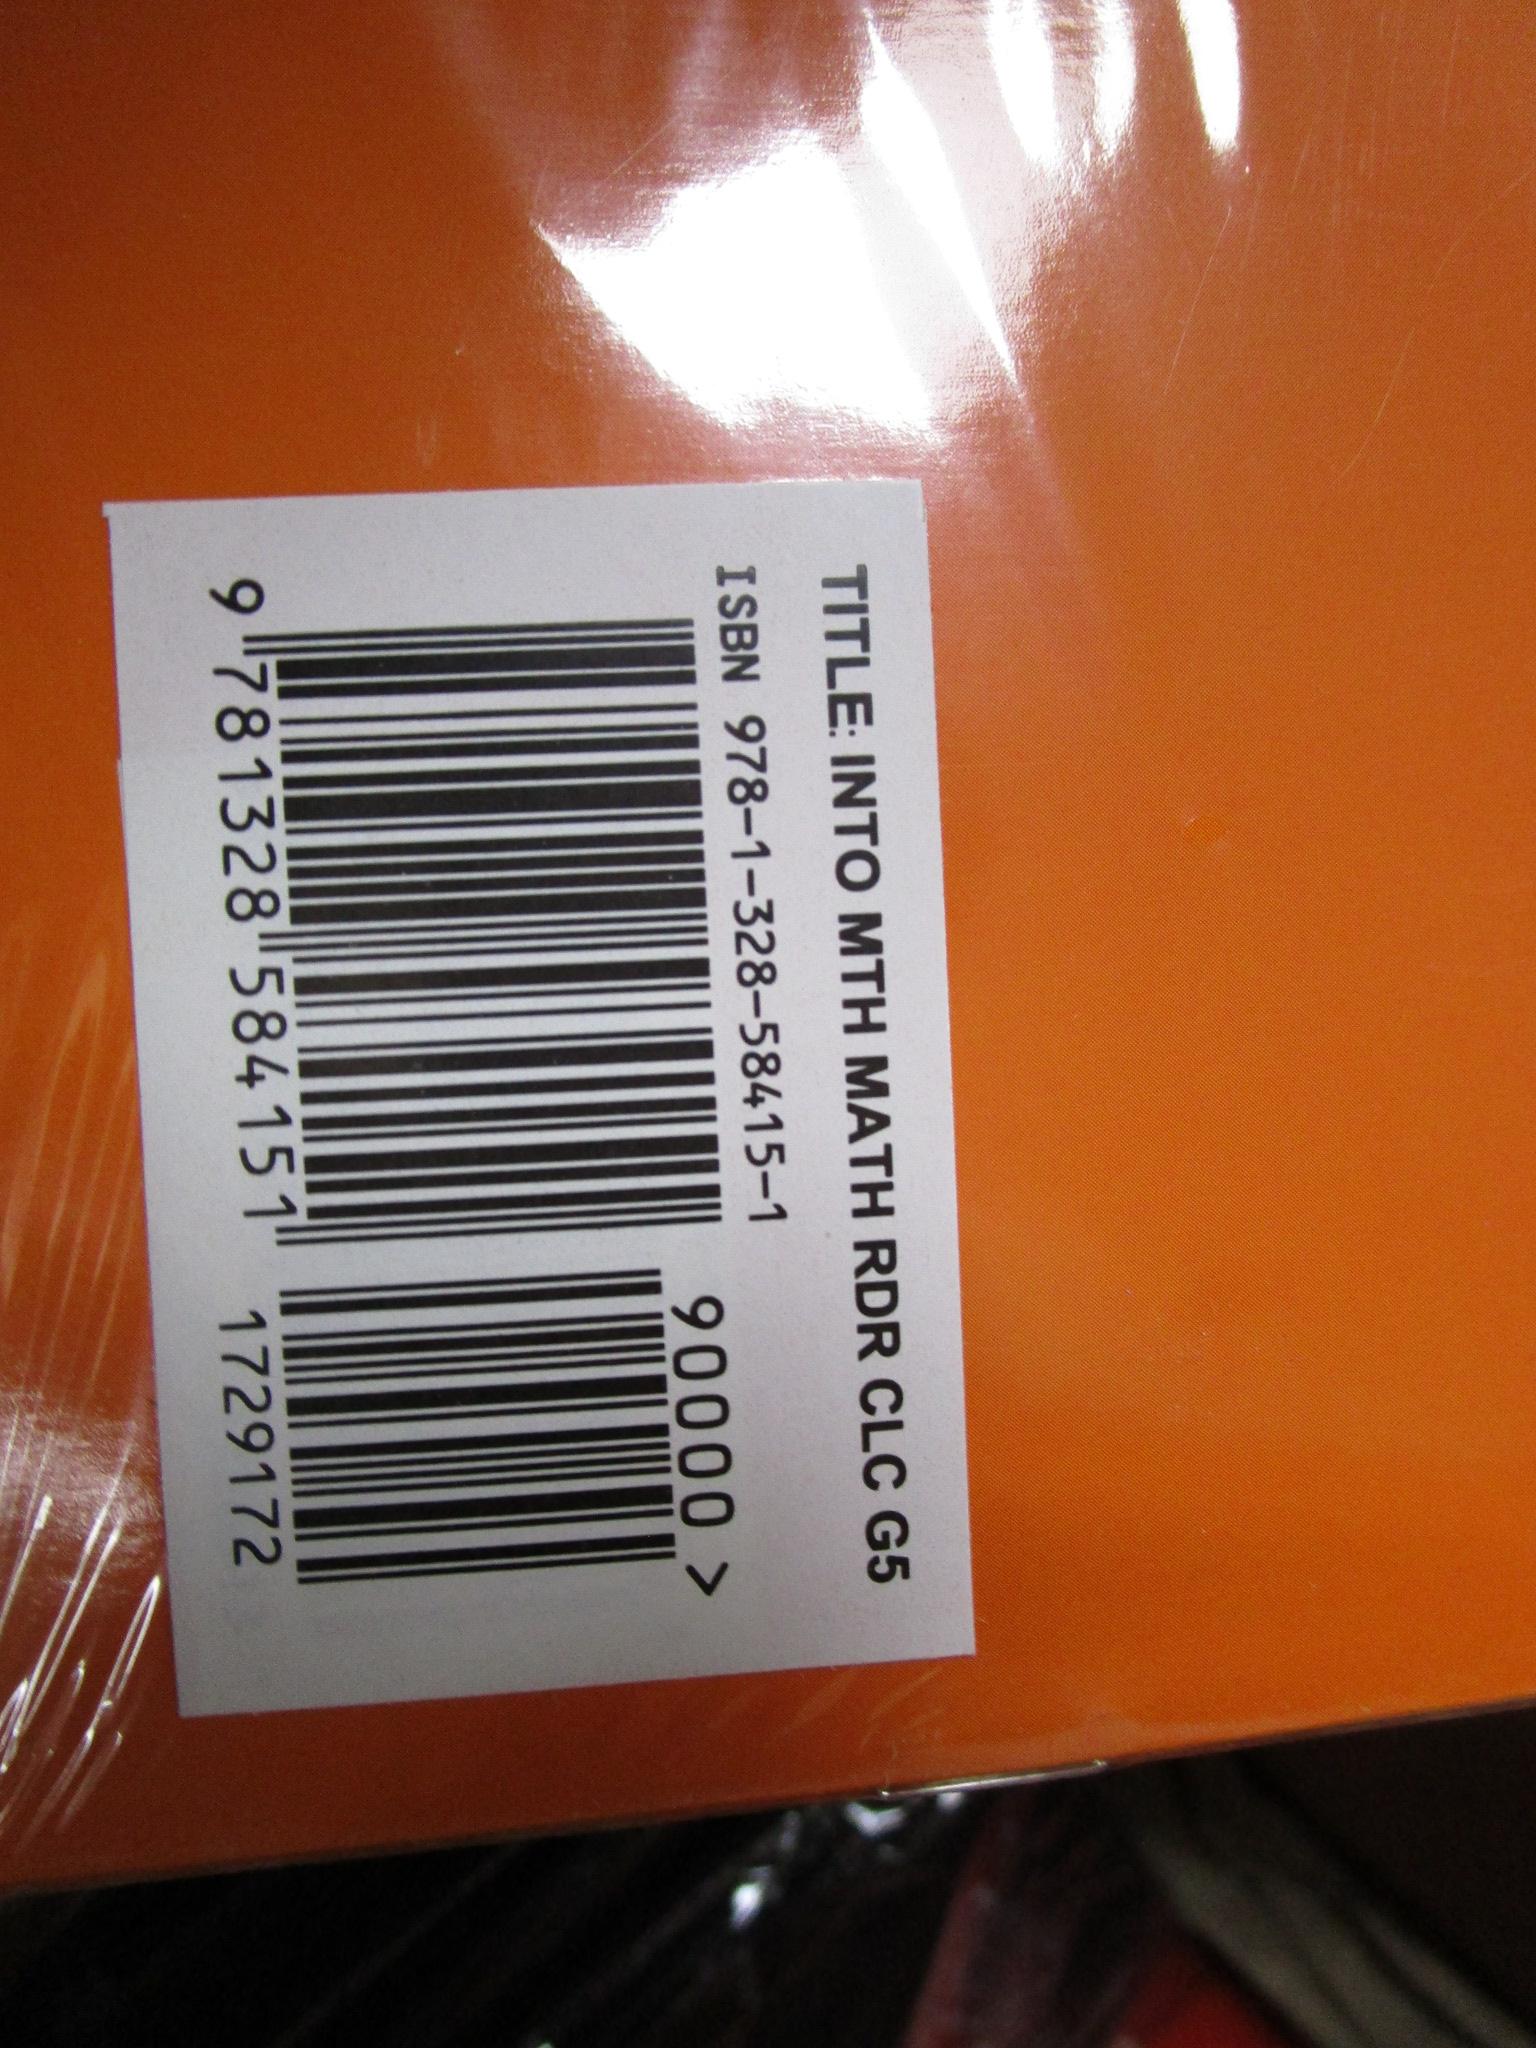 TITLE: INTO MTH MATH RDR CLC G5
ISBN 978-1-328-58415-1
90000 >
9 781328 584151
1729172